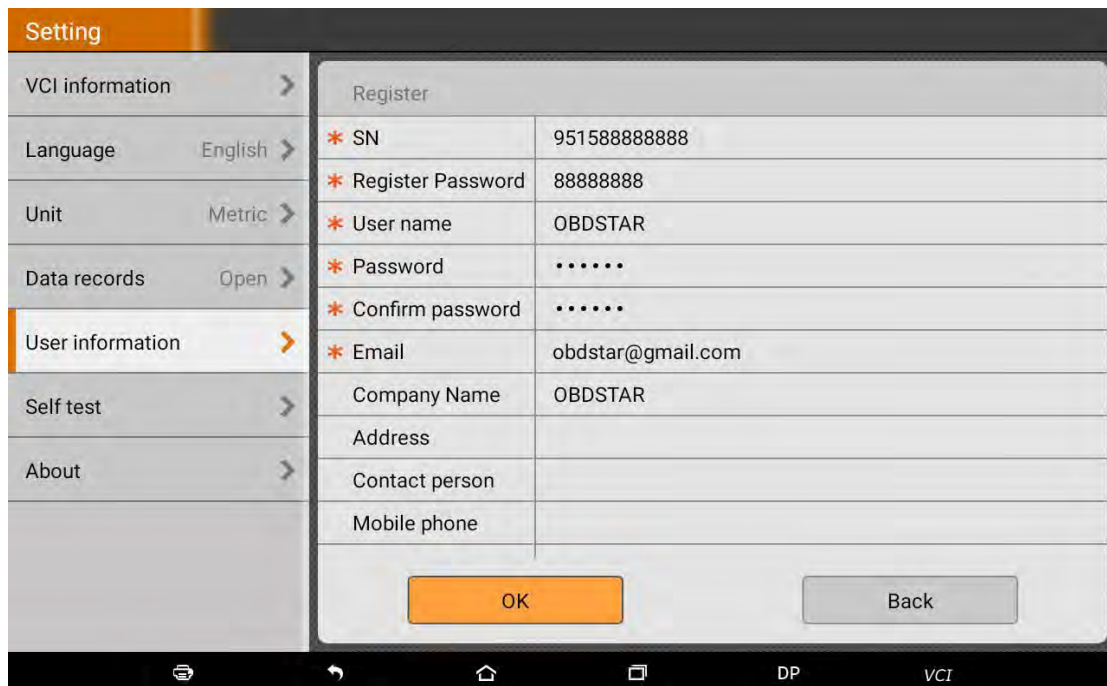 Setting
VCI information
Language English
Unit Metric
Data records Open
User information
Self test
About
Register
* SN 951588888888
* Register Password 88888888
* User name OBDSTAR
* Password ······
* Confirm password ······
* Email obdstar@gmail.com
Company Name OBDSTAR
Address
Contact person
Mobile phone
OK Back
DP VCI